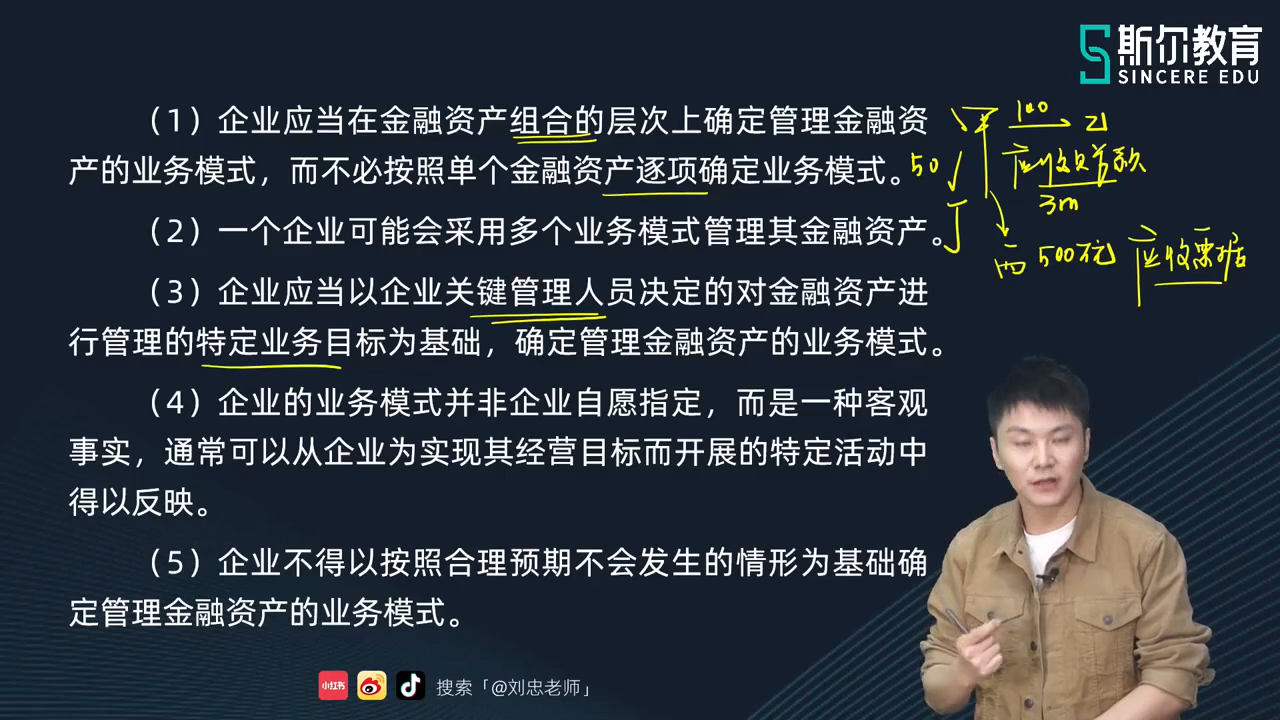 斯尔教育
SINCERE EDU
（1）企业应当在金融资产组合的层次上确定管理金融资
产的业务模式，而不必按照单个金融资产逐项确定业务模式。
（2）一个企业可能会采用多个业务模式管理其金融资产。
（3）企业应当以企业关键管理人员决定的对金融资产进
行管理的特定业务目标为基础，确定管理金融资产的业务模式。
（4）企业的业务模式并非企业自愿指定，而是一种客观
事实，通常可以从企业为实现其经营目标而开展的特定活动中
得以反映。
（5）企业不得以按照合理预期不会发生的情形为基础确
定管理金融资产的业务模式。
100 乙
50 应收账款
3m
丁
丙 500万元 应收票据
小红书
搜索「@刘忠老师」